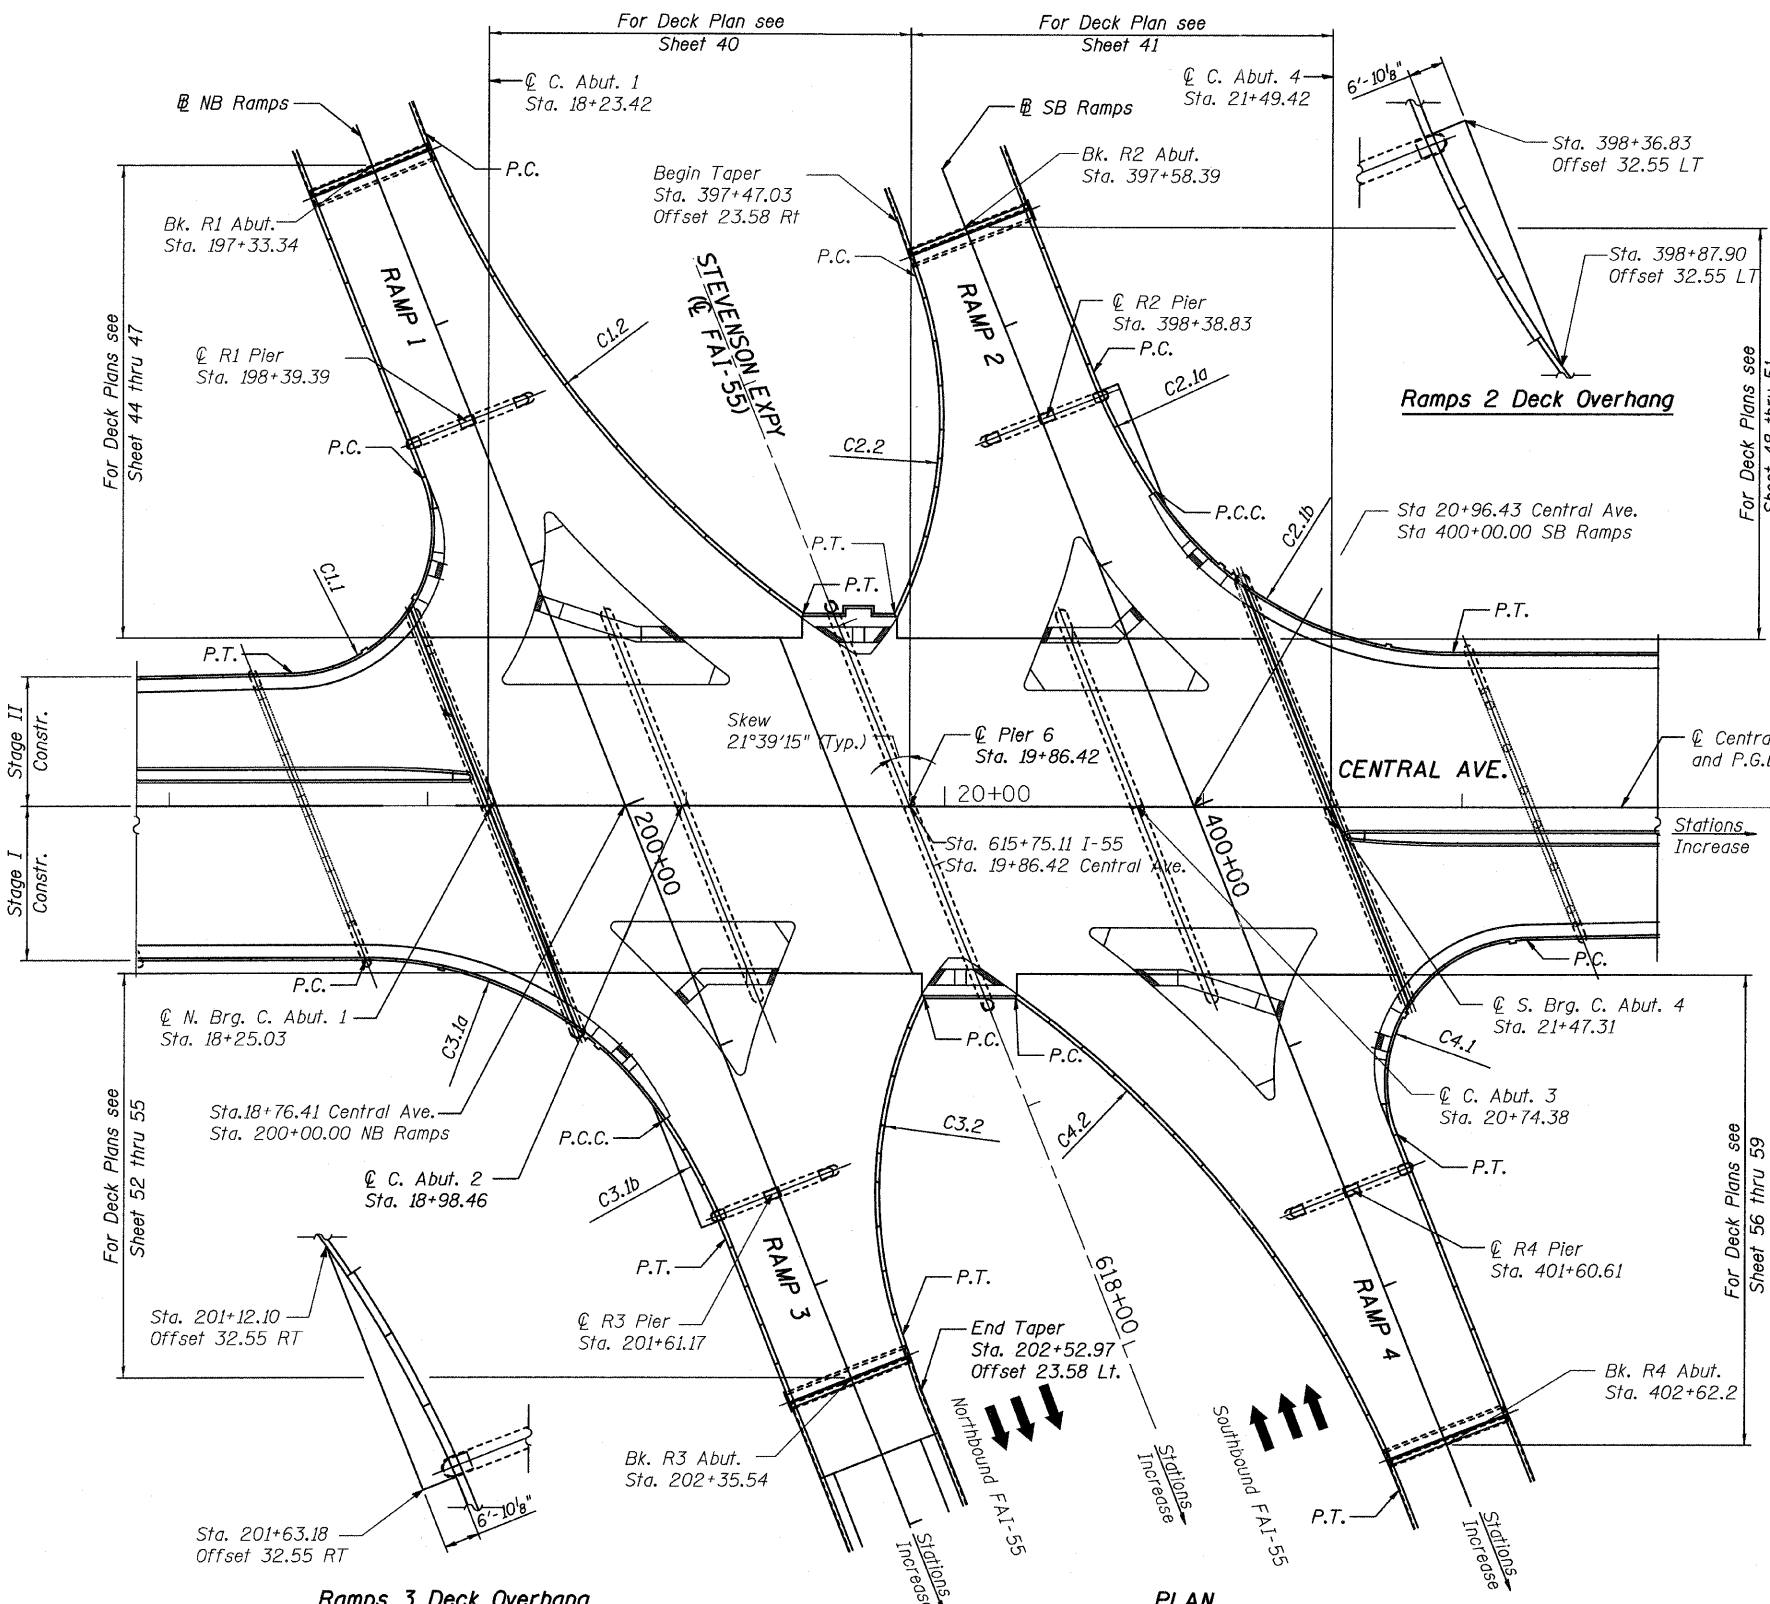 For Deck Plan see
Sheet 40
For Deck Plan see
Sheet 41
℄ C. Abut. 1
Sta. 18+23.42
℄ C. Abut. 4
Sta. 21+49.42
6'-10⅛"
NB Ramps
SB Ramps
P.C.
Sta. 398+36.83
Offset 32.55 LT
Begin Taper
Sta. 397+47.03
Offset 23.58 Rt
Bk. R2 Abut.
Sta. 397+58.39
Bk. R1 Abut.
Sta. 197+33.34
P.C.
Sta. 398+87.90
Offset 32.55 LT
STEVENSON EXPY
(℄ FAI-55)
RAMP 1
RAMP 2
For Deck Plans see
Sheet 44 thru 47
C1.2
℄ R2 Pier
Sta. 398+38.83
P.C.
℄ R1 Pier
Sta. 198+39.39
C2.1a
Ramps 2 Deck Overhang
For Deck Plans see
P.C.
C2.2
P.C.C.
C2.1b
Sta 20+96.43 Central Ave.
Sta 400+00.00 SB Ramps
P.T.
P.T.
C1.1
P.T.
P.T.
Stage II
Constr.
Skew
21°39'15" (Typ.)
℄ Pier 6
Sta. 19+86.42
CENTRAL AVE.
℄ Centra
and P.G.L
20+00
200+00
400+00
Sta. 615+75.11 I-55
Sta. 19+86.42 Central Ave.
Stations
Increase
Stage I
Constr.
P.C.
P.C.
℄ N. Brg. C. Abut. 1
Sta. 18+25.03
C3.1a
℄ S. Brg. C. Abut. 4
Sta. 21+47.31
P.C.
P.C.
C4.1
For Deck Plans see
Sheet 52 thru 55
Sta.18+76.41 Central Ave.
Sta. 200+00.00 NB Ramps
℄ C. Abut. 3
Sta. 20+74.38
P.C.C.
C3.2
C4.2
P.T.
℄ C. Abut. 2
Sta. 18+98.46
C3.1b
For Deck Plans see
Sheet 56 thru 59
RAMP 3
618+00
℄ R4 Pier
Sta. 401+60.61
P.T.
P.T.
RAMP 4
Sta. 201+12.10
Offset 32.55 RT
℄ R3 Pier
Sta. 201+61.17
End Taper
Sta. 202+52.97
Offset 23.58 Lt.
Bk. R4 Abut.
Sta. 402+62.2
Northbound FAI-55
Southbound FAI-55
Bk. R3 Abut.
Sta. 202+35.54
Stations
Increase
P.T.
Sta. 201+63.18
Offset 32.55 RT
6'-10⅛"
Stations
Increase
Stations
Increase
Ramps 3 Deck Overhang
PLAN